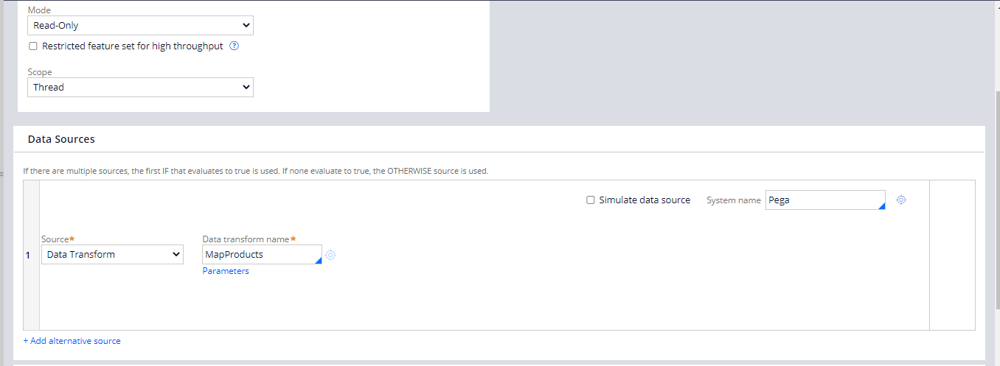 Mode
Read-Only
Restricted feature set for high throughput ?
Scope
Thread
Data Sources
If there are multiple sources, the first IF that evaluates to true is used. If none evaluate to true, the OTHERWISE source is used.
Simulate data source System name Pega
Source* Data transform name*
1 Data Transform MapProducts
Parameters
+ Add alternative source